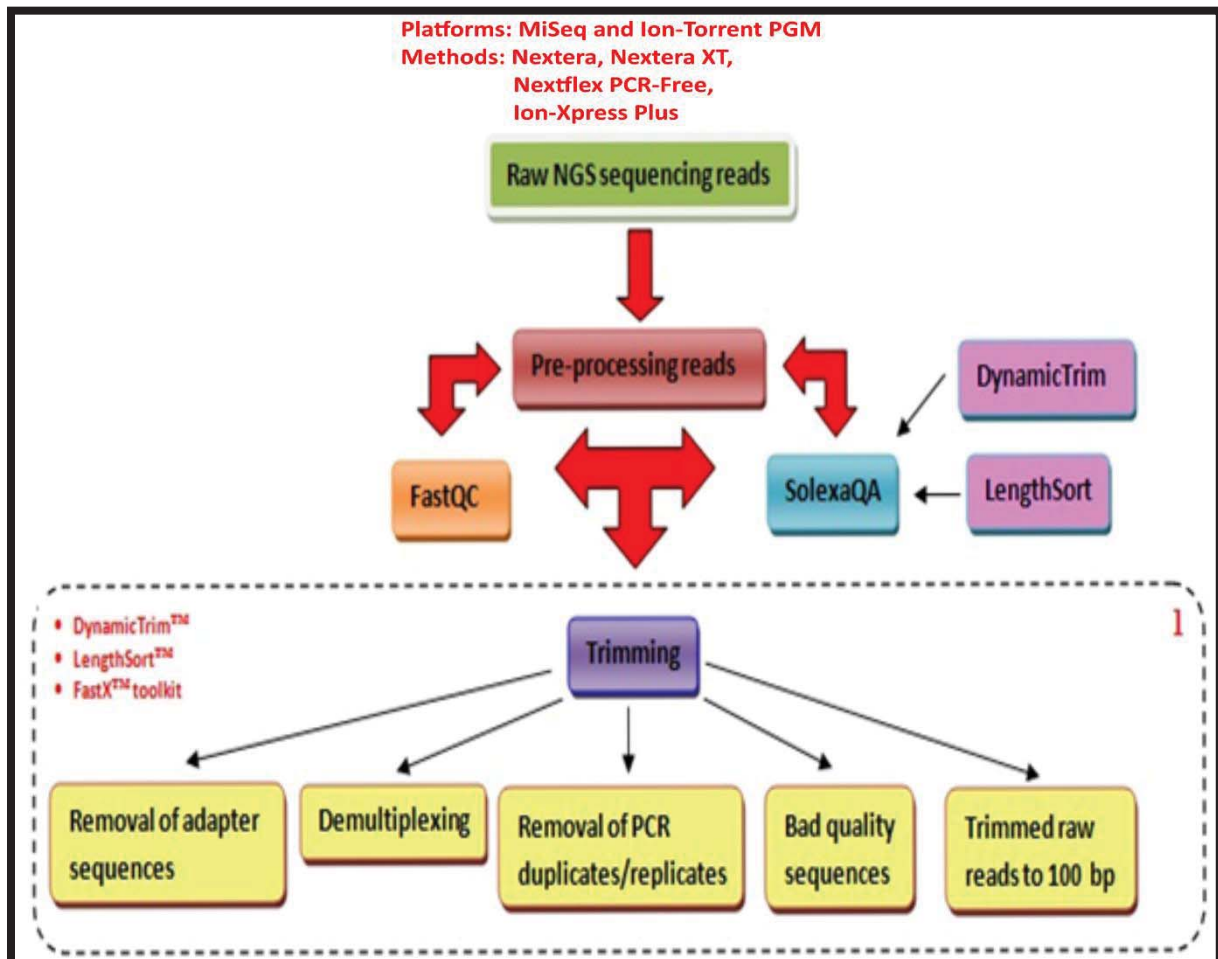 Platforms: MiSeq and Ion-Torrent PGM
Methods: Nextera, Nextera XT,
Nextflex PCR-Free,
Ion-Xpress Plus
Raw NGS sequencing reads
Pre-processing reads
DynamicTrim
FastQC
SolexaQA
LengthSort
1
• DynamicTrim™
• LengthSort™
• FastX™ toolkit
Trimming
Removal of adapter
sequences
Demultiplexing
Removal of PCR
duplicates/replicates
Bad quality
sequences
Trimmed raw
reads to 100 bp